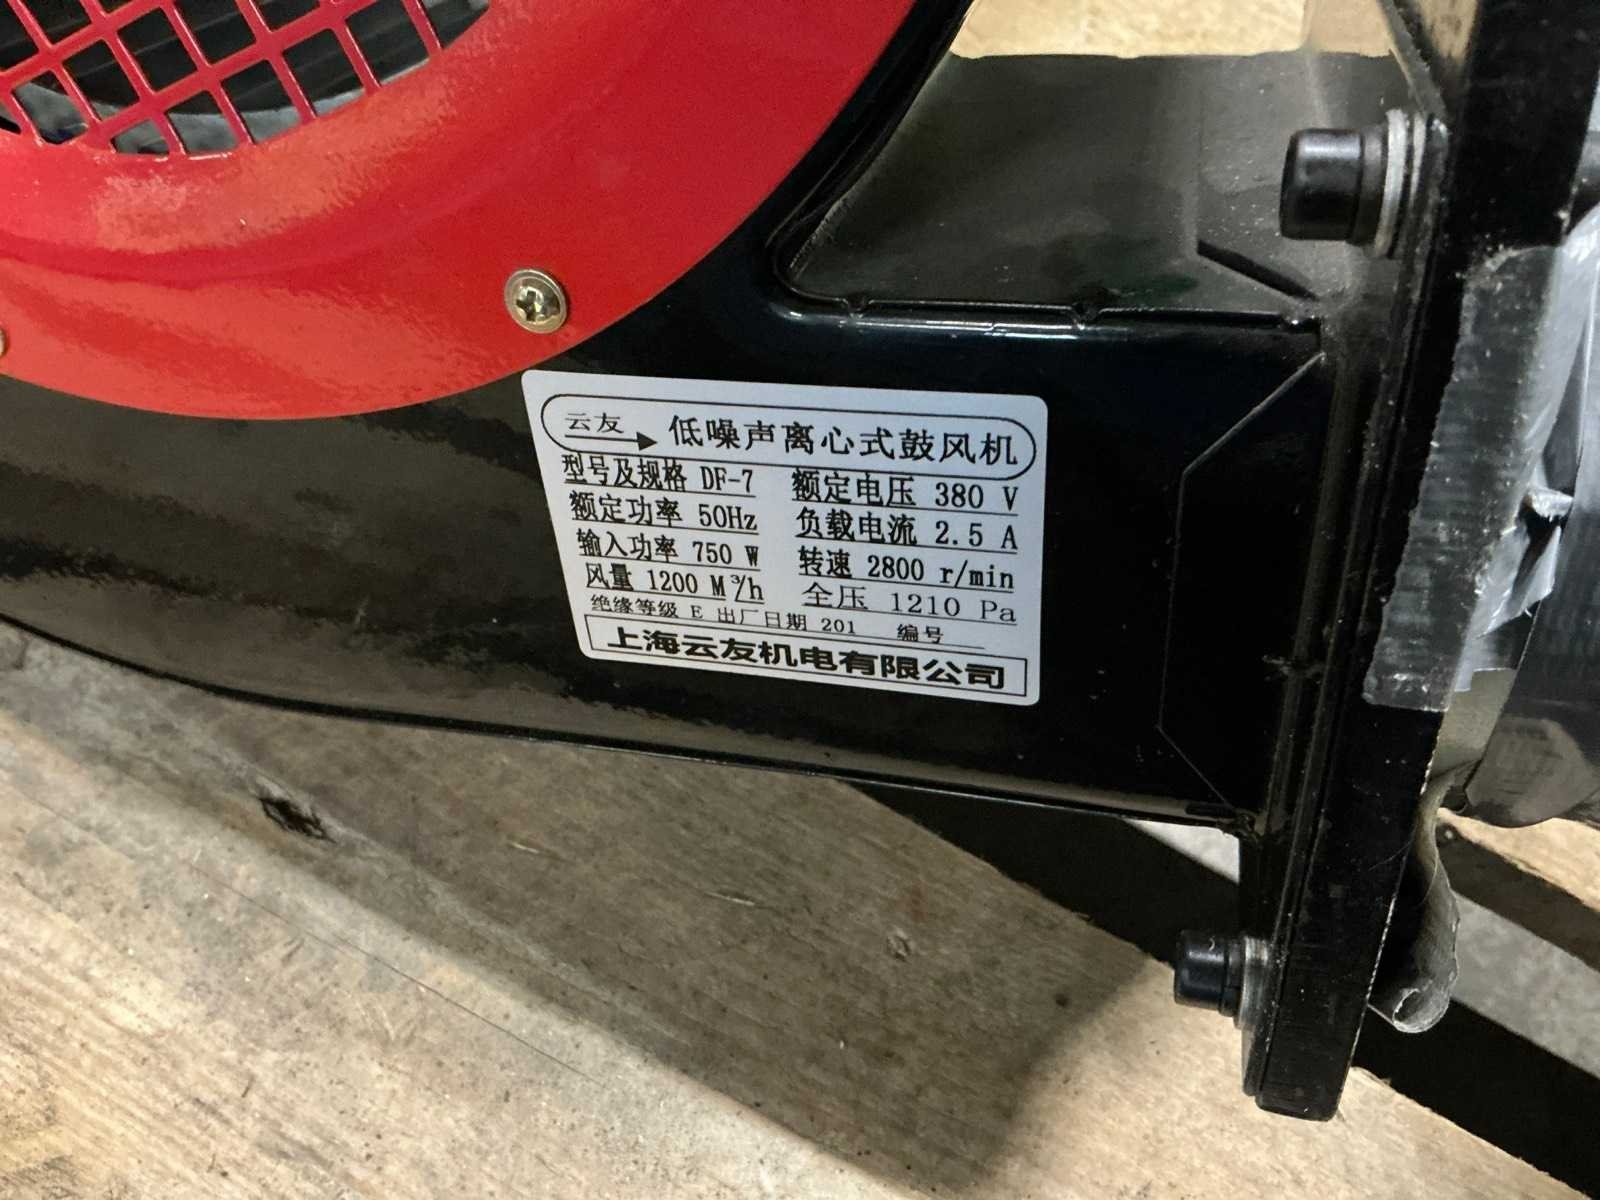 云友 低噪声离心式鼓风机
型号及规格 DF-7 额定电压 380 V
额定功率 50Hz 负载电流 2.5 A
输入功率 750 W 转速 2800 r/min
风量 1200 M³/h 全压 1210 Pa
绝缘等级 E 出厂日期 201 编号
上海云友机电有限公司